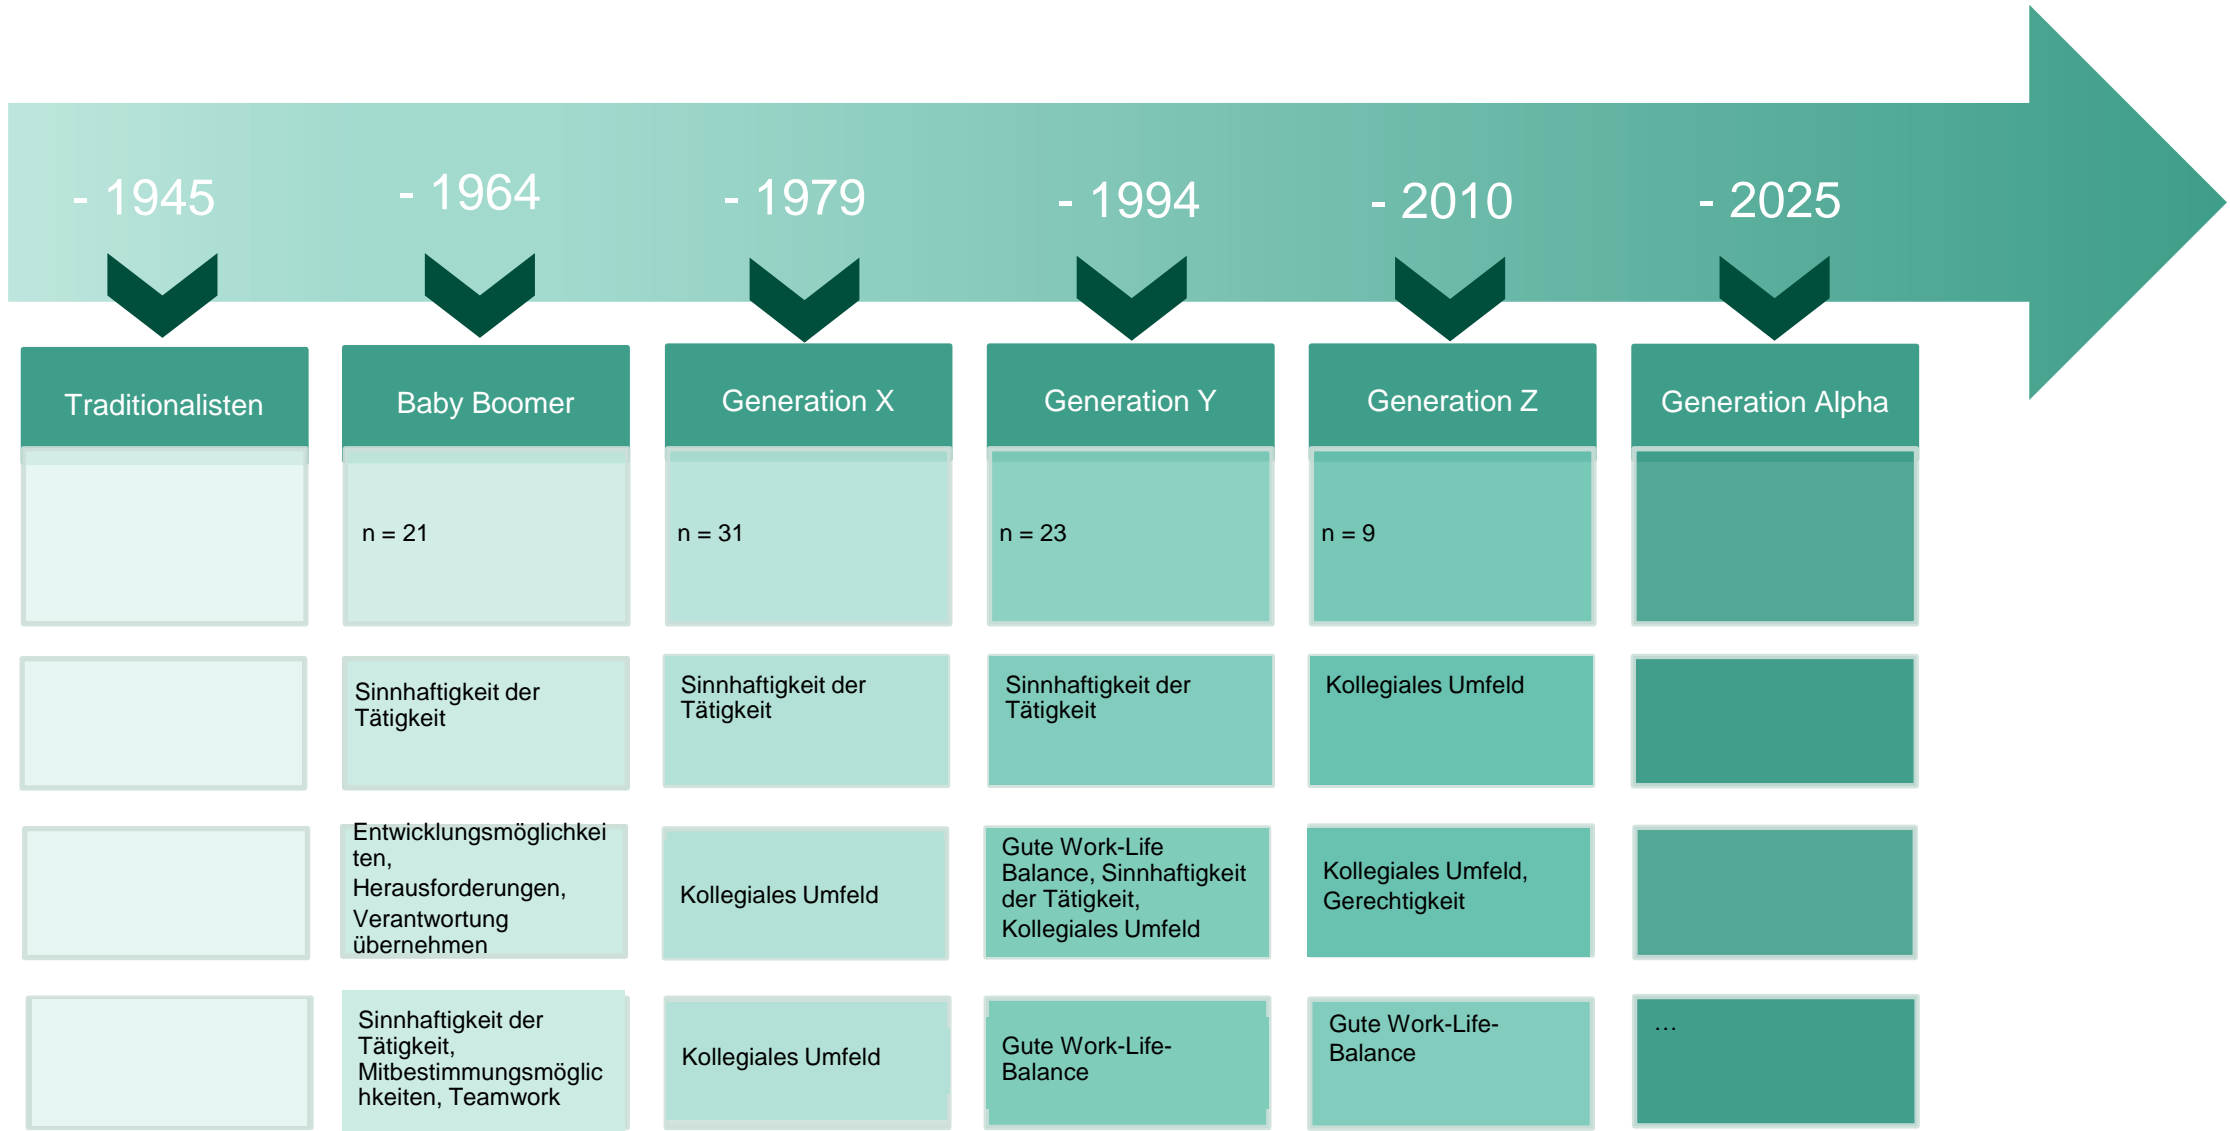 - 1945
- 1964
- 1979
- 1994
- 2010
- 2025
Traditionalisten
Baby Boomer
Generation X
Generation Y
Generation Z
Generation Alpha
n = 21
n = 31
n = 23
n = 9
Sinnhaftigkeit der
Tätigkeit
Sinnhaftigkeit der
Tätigkeit
Sinnhaftigkeit der
Tätigkeit
Kollegiales Umfeld
Entwicklungsmöglichkei
ten,
Herausforderungen,
Verantwortung
übernehmen
Kollegiales Umfeld
Gute Work-Life
Balance, Sinnhaftigkeit
der Tätigkeit,
Kollegiales Umfeld
Kollegiales Umfeld,
Gerechtigkeit
Sinnhaftigkeit der
Tätigkeit,
Mitbestimmungsmöglic
hkeiten, Teamwork
Kollegiales Umfeld
Gute Work-Life-
Balance
Gute Work-Life-
Balance
…